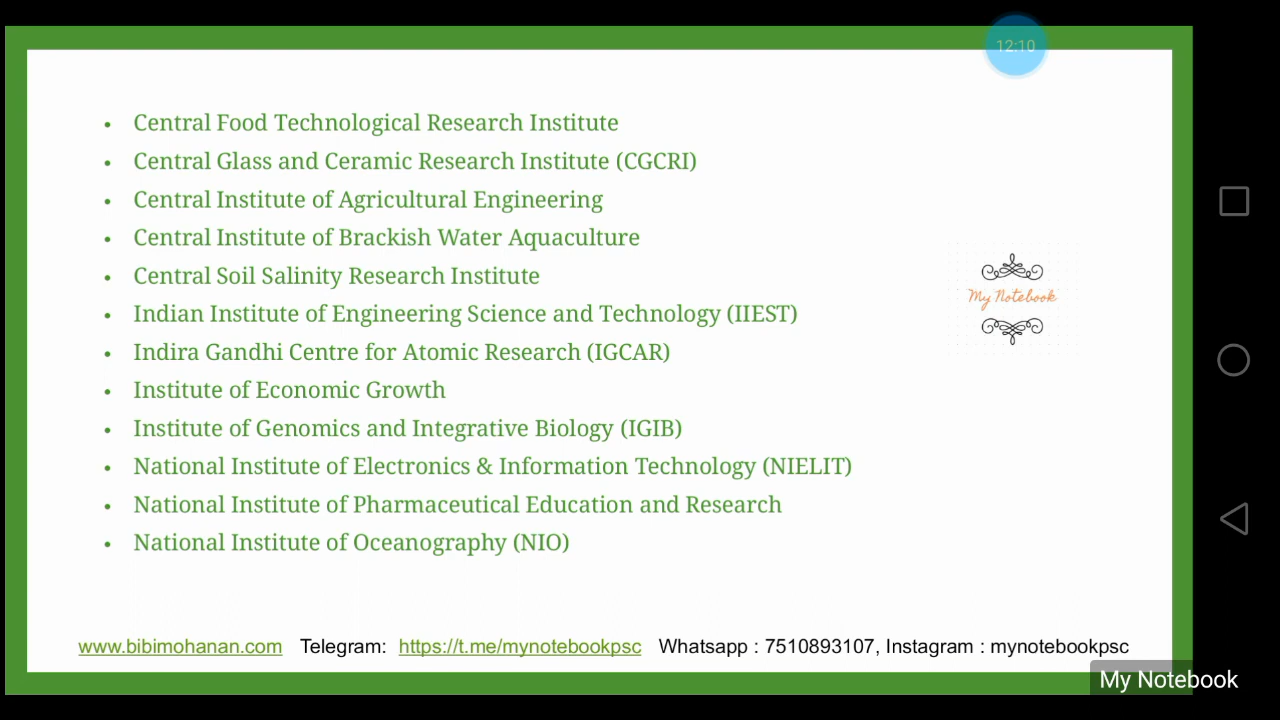 12:10
• Central Food Technological Research Institute
• Central Glass and Ceramic Research Institute (CGCRI)
• Central Institute of Agricultural Engineering
• Central Institute of Brackish Water Aquaculture
• Central Soil Salinity Research Institute
• Indian Institute of Engineering Science and Technology (IIEST)
• Indira Gandhi Centre for Atomic Research (IGCAR)
• Institute of Economic Growth
• Institute of Genomics and Integrative Biology (IGIB)
• National Institute of Electronics & Information Technology (NIELIT)
• National Institute of Pharmaceutical Education and Research
• National Institute of Oceanography (NIO)
My Notebook
www.bibimohanan.com Telegram: https://t.me/mynotebookpsc Whatsapp : 7510893107, Instagram : mynotebookpsc
My Notebook